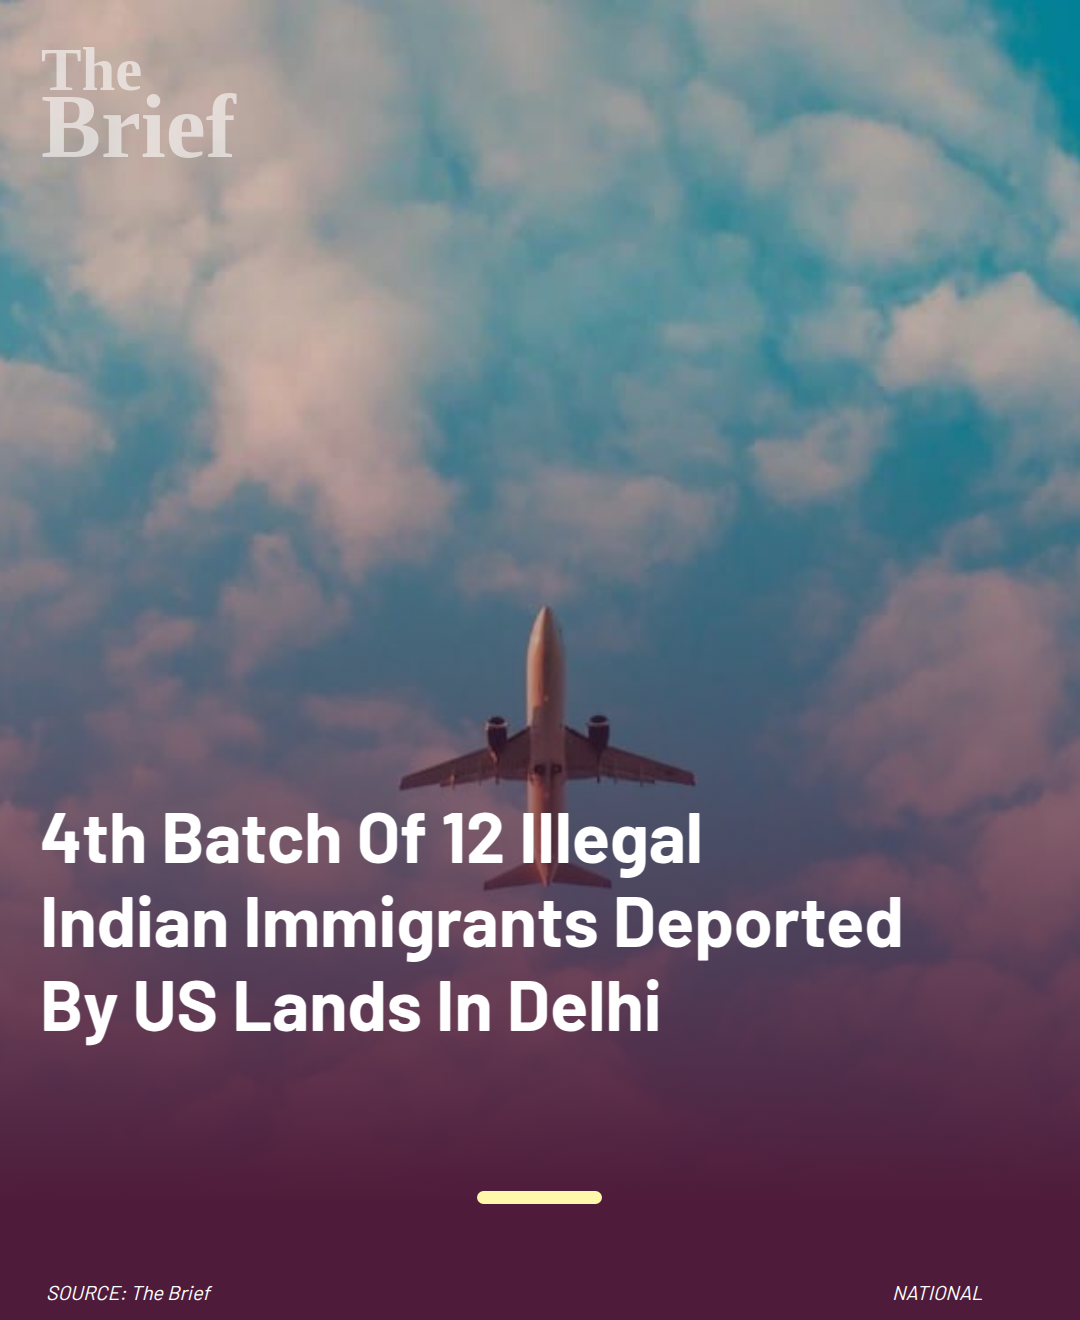 The
Brief
4th Batch Of 12 Illegal
Indian Immigrants Deported
By US Lands In Delhi
SOURCE: The Brief
NATIONAL